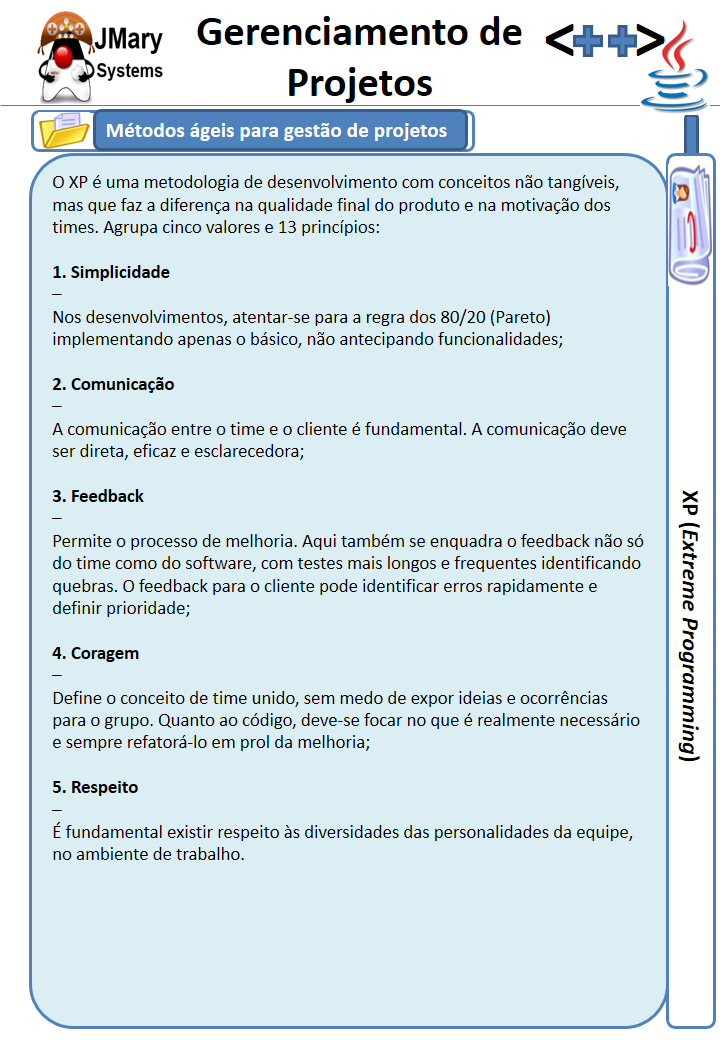 JMary
Systems
Gerenciamento de
Projetos
<++>
Métodos ágeis para gestão de projetos
O XP é uma metodologia de desenvolvimento com conceitos não tangíveis,
mas que faz a diferença na qualidade final do produto e na motivação dos
times. Agrupa cinco valores e 13 princípios:
1. Simplicidade
–
Nos desenvolvimentos, atentar-se para a regra dos 80/20 (Pareto)
implementando apenas o básico, não antecipando funcionalidades;
2. Comunicação
–
A comunicação entre o time e o cliente é fundamental. A comunicação deve
ser direta, eficaz e esclarecedora;
3. Feedback
–
Permite o processo de melhoria. Aqui também se enquadra o feedback não só
do time como do software, com testes mais longos e frequentes identificando
quebras. O feedback para o cliente pode identificar erros rapidamente e
definir prioridade;
4. Coragem
–
Define o conceito de time unido, sem medo de expor ideias e ocorrências
para o grupo. Quanto ao código, deve-se focar no que é realmente necessário
e sempre refatorá-lo em prol da melhoria;
5. Respeito
–
É fundamental existir respeito às diversidades das personalidades da equipe,
no ambiente de trabalho.
XP (Extreme Programming)